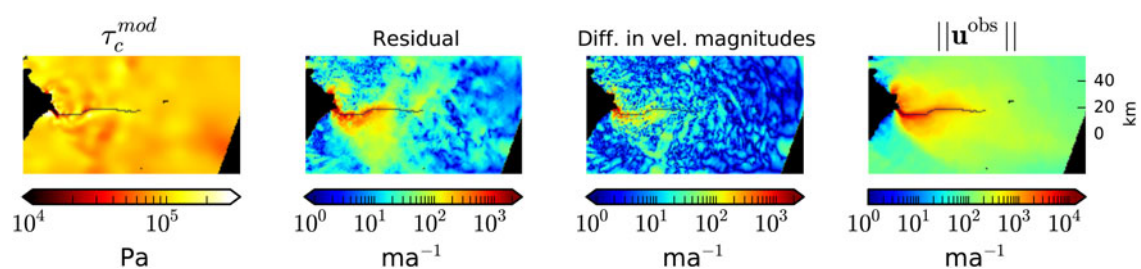 τ_c^{mod} Residual Diff. in vel. magnitudes ||u^{obs}||
40
20
0
km
10^4 10^5 10^0 10^1 10^2 10^3 10^0 10^1 10^2 10^3 10^0 10^1 10^2 10^3 10^4
Pa ma^{−1} ma^{−1} ma^{−1}